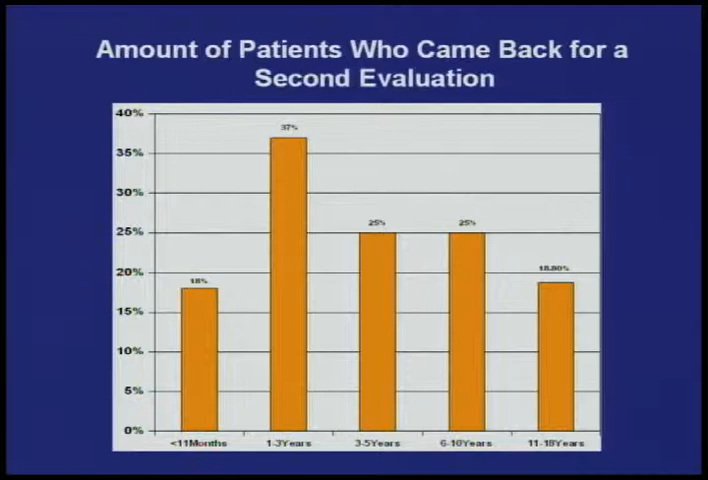 Amount of Patients Who Came Back for a
Second Evaluation
40%
35%
30%
25%
20%
15%
10%
5%
0%
18%
37%
25%
25%
18.80%
<11Months
1-3Years
3-5Years
6-10Years
11-18Years